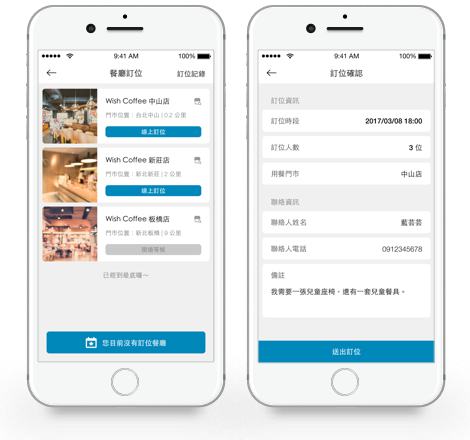 9:41 AM
100%
餐廳訂位
訂位記錄
Wish Coffee 中山店
門市位置：台北中山 | 0.2 公里
線上訂位
Wish Coffee 新莊店
門市位置：新北新莊 | 2 公里
線上訂位
Wish Coffee 板橋店
門市位置：新北板橋 | 9 公里
已經到最底囉～
您目前沒有訂位餐廳
9:41 AM
100%
訂位確認
訂位資訊
訂位時段
2017/03/08 18:00
訂位人數
3 位
用餐門市
中山店
聯絡資訊
聯絡人姓名
藍芸芸
聯絡人電話
0912345678
備註
我需要一張兒童座椅，還有一套兒童餐具。
送出訂位